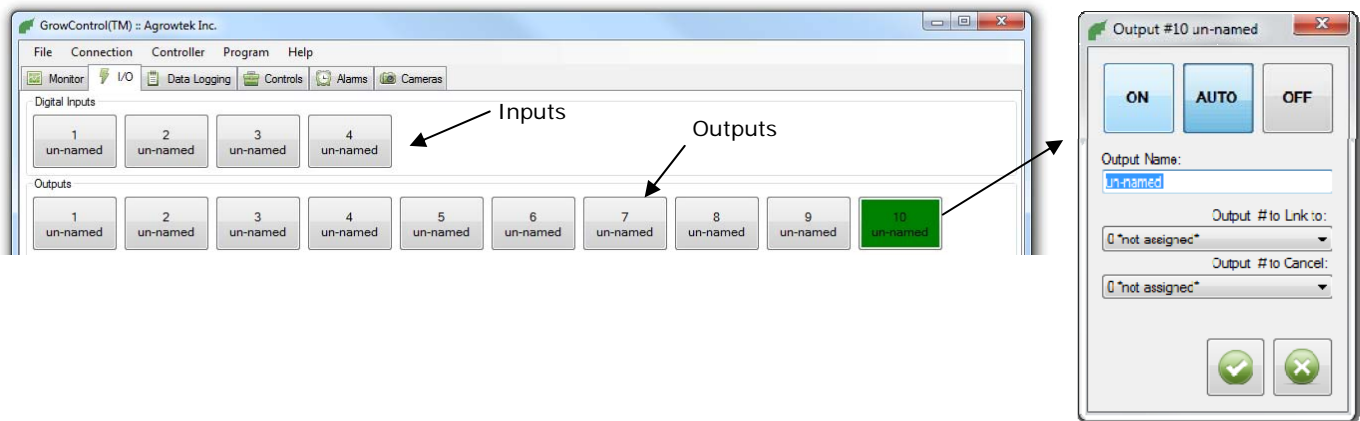 GrowControl(TM) :: Agrowtek Inc.
File Connection Controller Program Help
Monitor I/O Data Logging Controls Alarms Cameras
Digital Inputs
1 2 3 4
un-named un-named un-named un-named
Inputs
Outputs
Outputs
1 2 3 4 5 6 7 8 9 10
un-named un-named un-named un-named un-named un-named un-named un-named un-named un-named
Output #10 un-named
ON AUTO OFF
Output Name:
un-named
Output # to Link to:
0 *not assigned*
Output # to Cancel:
0 *not assigned*